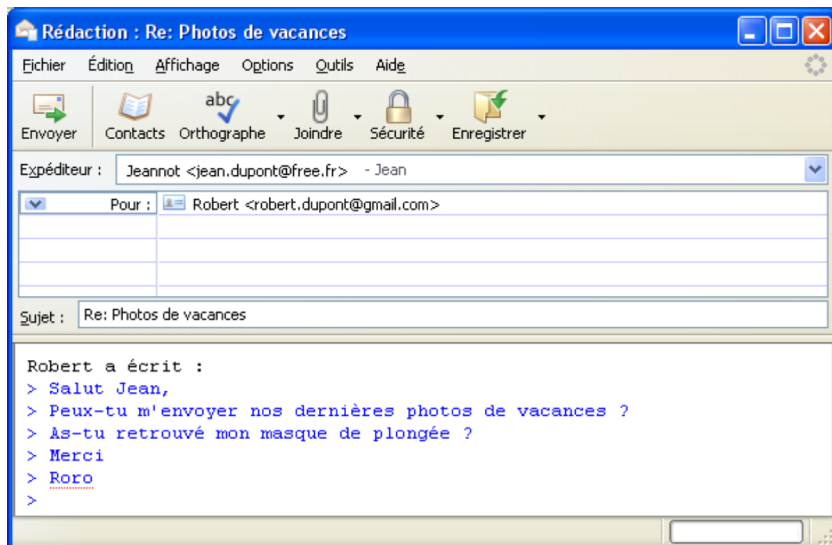 Rédaction : Re: Photos de vacances
Fichier Édition Affichage Options Outils Aide
abc
Envoyer Contacts Orthographe Joindre Sécurité Enregistrer
Expéditeur : Jeannot <jean.dupont@free.fr> - Jean
Pour : Robert <robert.dupont@gmail.com>
Sujet : Re: Photos de vacances
Robert a écrit :
> Salut Jean,
> Peux-tu m'envoyer nos dernières photos de vacances ?
> As-tu retrouvé mon masque de plongée ?
> Merci
> Roro
>